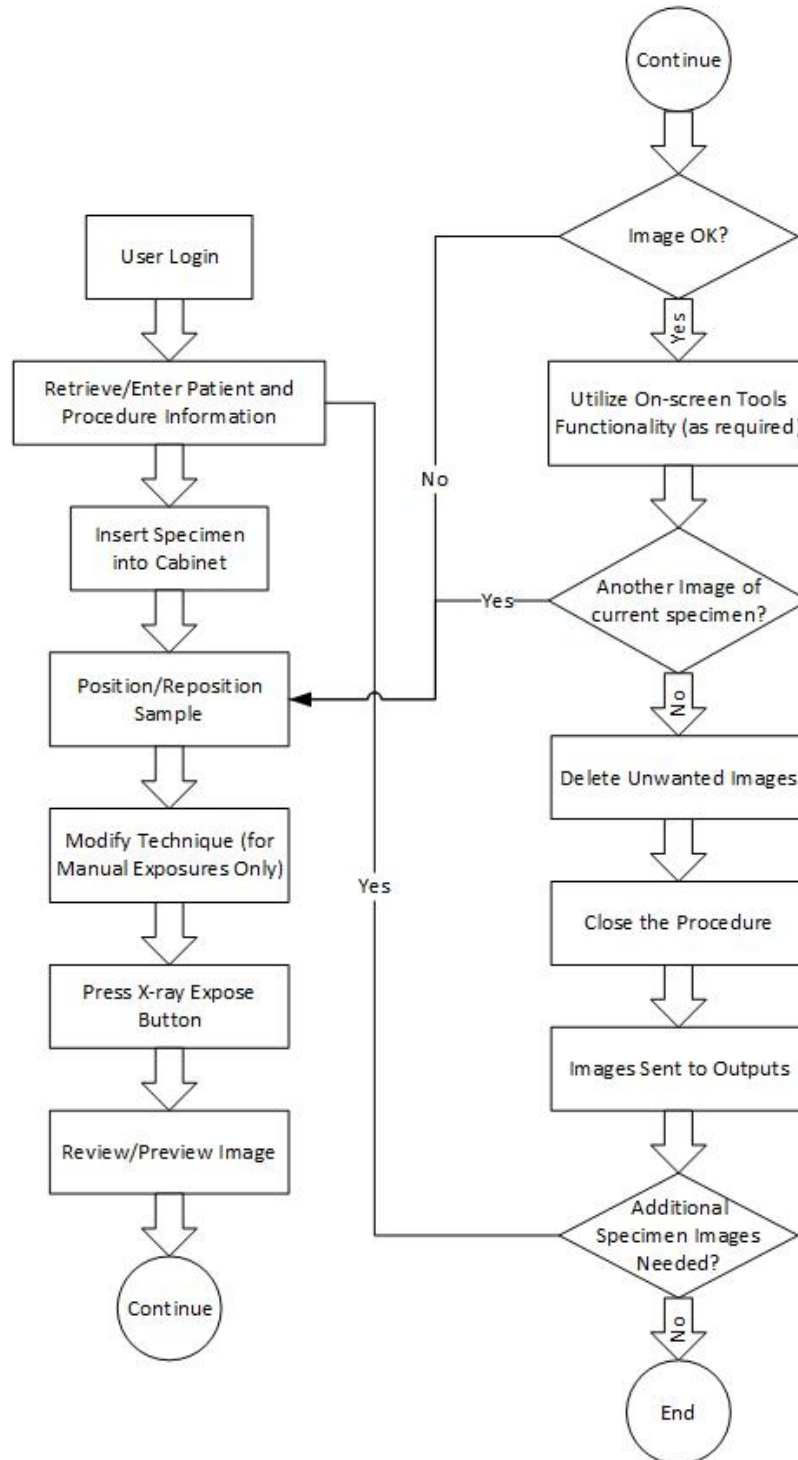 User Login
Retrieve/Enter Patient and
Procedure Information
Insert Specimen
into Cabinet
Position/Reposition
Sample
Modify Technique (for
Manual Exposures Only)
Press X-ray Expose
Button
Review/Preview Image
Continue
Continue
Image OK?
No
Yes
Utilize On-screen Tools
Functionality (as required)
Another Image of
current specimen?
Yes
No
Delete Unwanted Images
Close the Procedure
Images Sent to Outputs
Additional
Specimen Images
Needed?
Yes
No
End